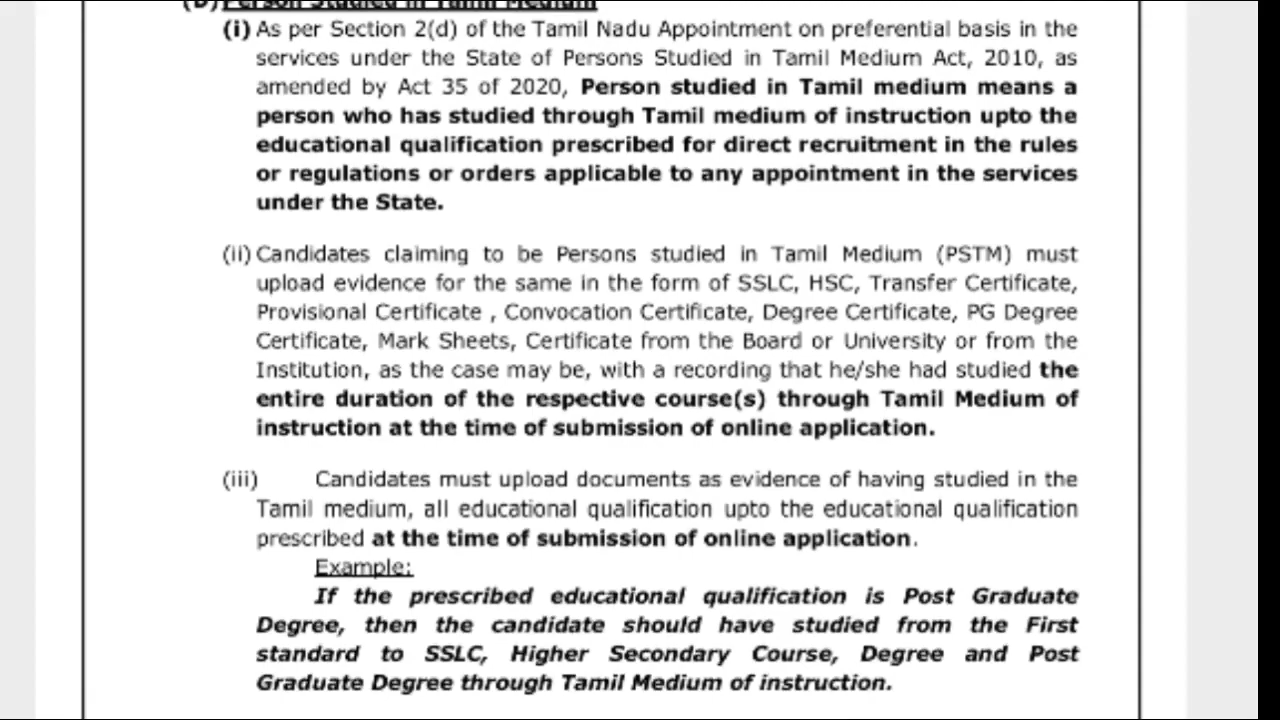 (D) Person Studied in Tamil Medium
(i) As per Section 2(d) of the Tamil Nadu Appointment on preferential basis in the
services under the State of Persons Studied in Tamil Medium Act, 2010, as
amended by Act 35 of 2020, Person studied in Tamil medium means a
person who has studied through Tamil medium of instruction upto the
educational qualification prescribed for direct recruitment in the rules
or regulations or orders applicable to any appointment in the services
under the State.
(ii) Candidates claiming to be Persons studied in Tamil Medium (PSTM) must
upload evidence for the same in the form of SSLC, HSC, Transfer Certificate,
Provisional Certificate , Convocation Certificate, Degree Certificate, PG Degree
Certificate, Mark Sheets, Certificate from the Board or University or from the
Institution, as the case may be, with a recording that he/she had studied the
entire duration of the respective course(s) through Tamil Medium of
instruction at the time of submission of online application.
(iii) Candidates must upload documents as evidence of having studied in the
Tamil medium, all educational qualification upto the educational qualification
prescribed at the time of submission of online application.
Example:
If the prescribed educational qualification is Post Graduate
Degree, then the candidate should have studied from the First
standard to SSLC, Higher Secondary Course, Degree and Post
Graduate Degree through Tamil Medium of instruction.